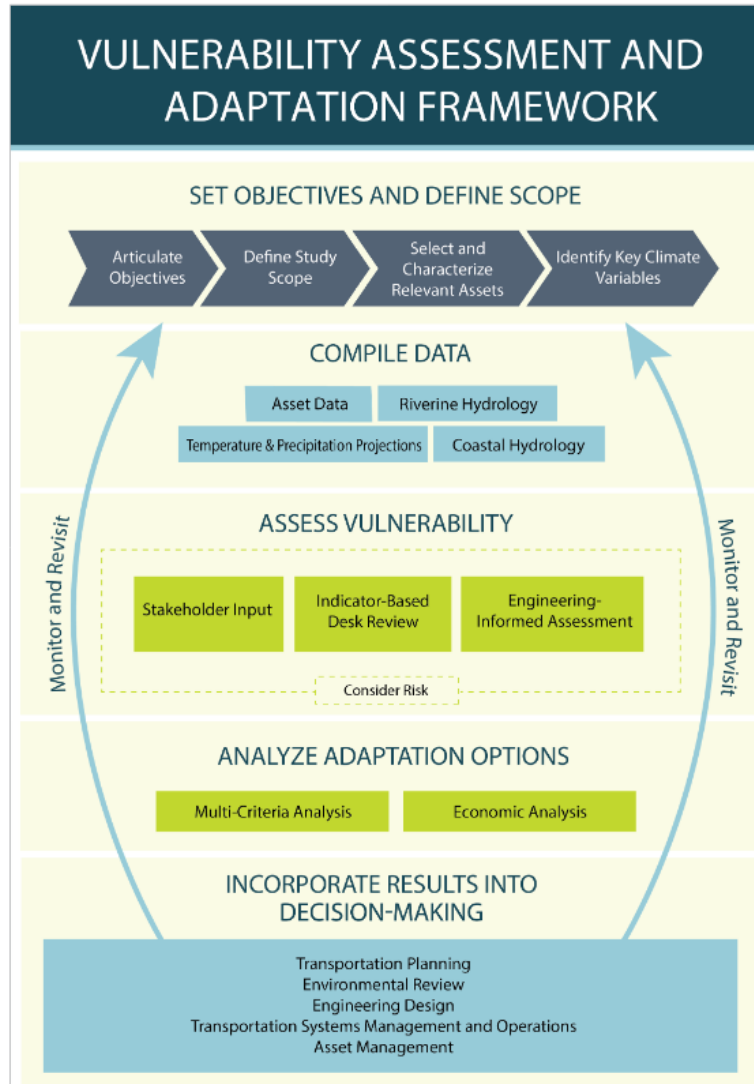 VULNERABILITY ASSESSMENT AND
ADAPTATION FRAMEWORK
SET OBJECTIVES AND DEFINE SCOPE
Articulate
Objectives
Define Study
Scope
Select and
Characterize
Relevant Assets
Identify Key Climate
Variables
COMPILE DATA
Asset Data
Riverine Hydrology
Temperature & Precipitation Projections
Coastal Hydrology
ASSESS VULNERABILITY
Stakeholder Input
Indicator-Based
Desk Review
Engineering-
Informed Assessment
Consider Risk
Monitor and Revisit
Monitor and Revisit
ANALYZE ADAPTATION OPTIONS
Multi-Criteria Analysis
Economic Analysis
INCORPORATE RESULTS INTO
DECISION-MAKING
Transportation Planning
Environmental Review
Engineering Design
Transportation Systems Management and Operations
Asset Management